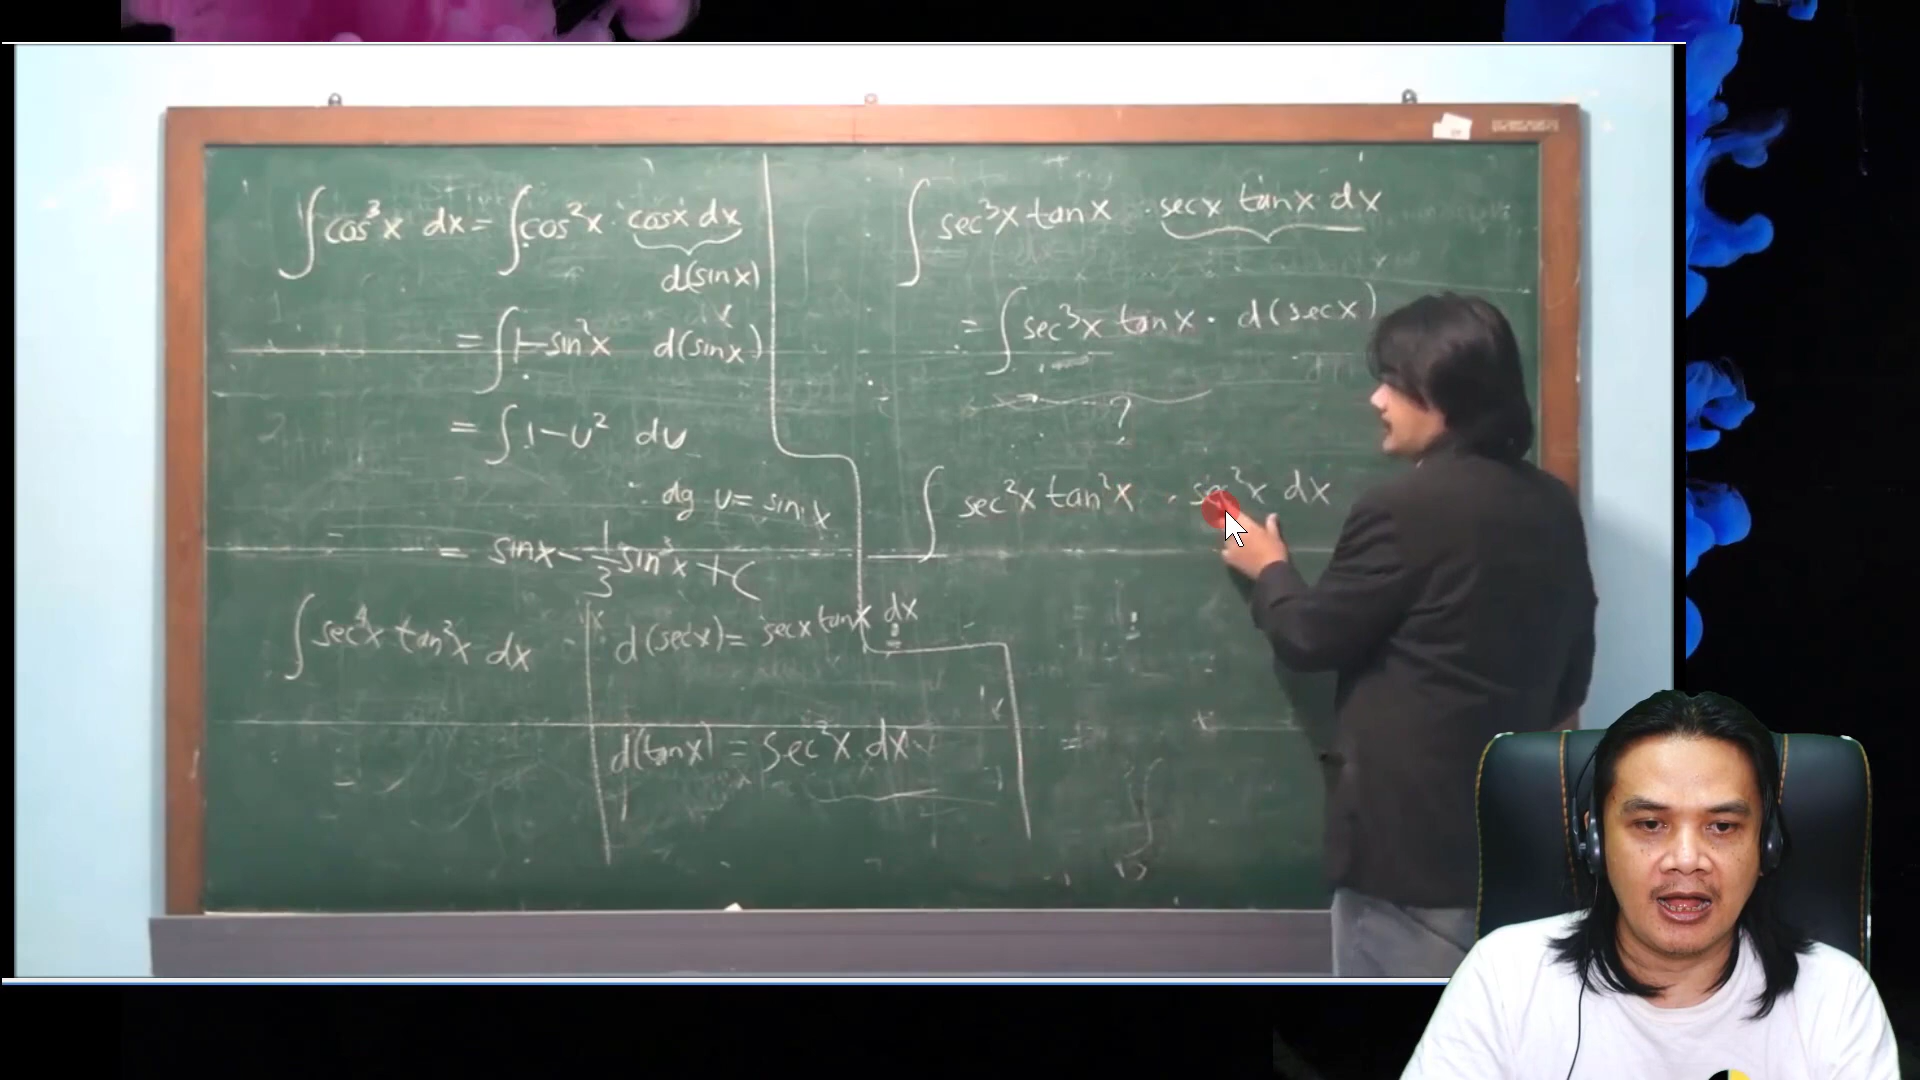 ∫cos³x dx = ∫cos²x · cosx dx
d(sinx)
= ∫1-sin²x d(sinx)
= ∫1-u² du
dg u = sin x
= sinx - 1/3 sin³x + C
∫sec⁴x tan²x dx
d(secx) = secx tanx dx
d(tanx) = sec²x dx
∫sec³x tanx · secx tanx dx
= ∫sec³x tanx · d(secx)
?
∫sec²x tan²x · sec²x dx
=